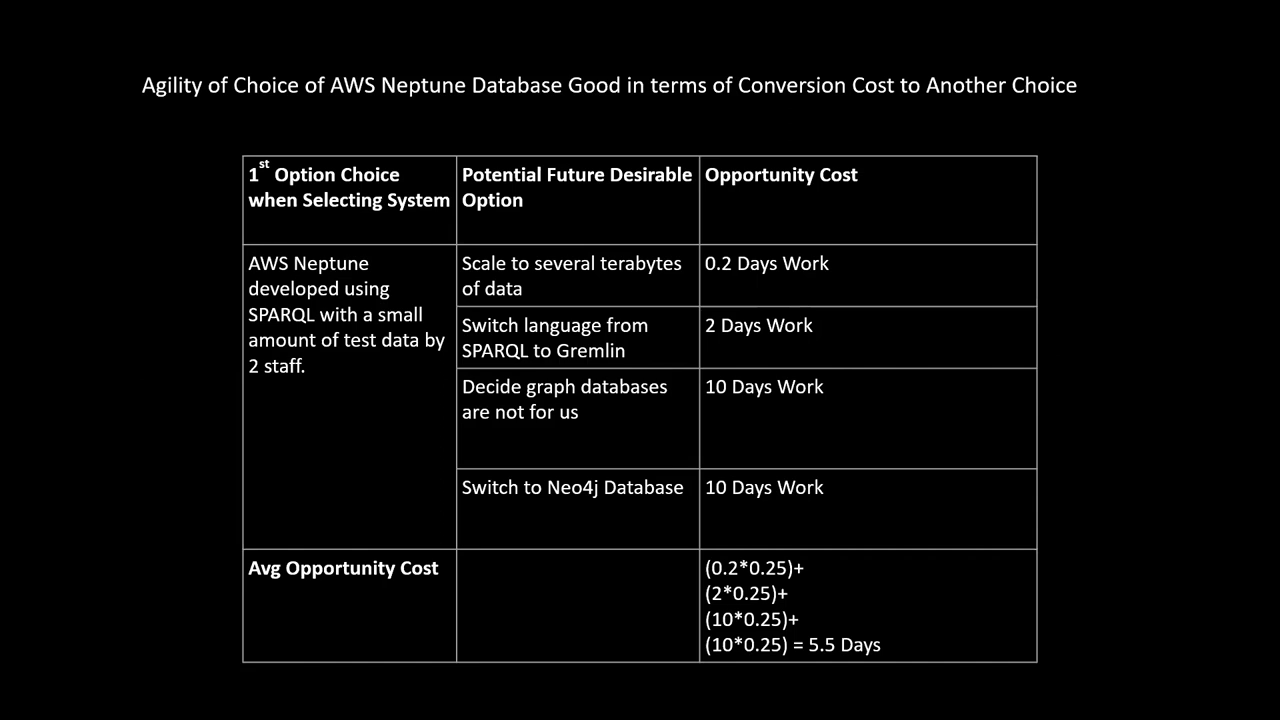 Agility of Choice of AWS Neptune Database Good in terms of Conversion Cost to Another Choice
1st Option Choice
when Selecting System
Potential Future Desirable
Option
Opportunity Cost
AWS Neptune
developed using
SPARQL with a small
amount of test data by
2 staff.
Scale to several terabytes
of data
0.2 Days Work
Switch language from
SPARQL to Gremlin
2 Days Work
Decide graph databases
are not for us
10 Days Work
Switch to Neo4j Database
10 Days Work
Avg Opportunity Cost
(0.2*0.25)+
(2*0.25)+
(10*0.25)+
(10*0.25) = 5.5 Days